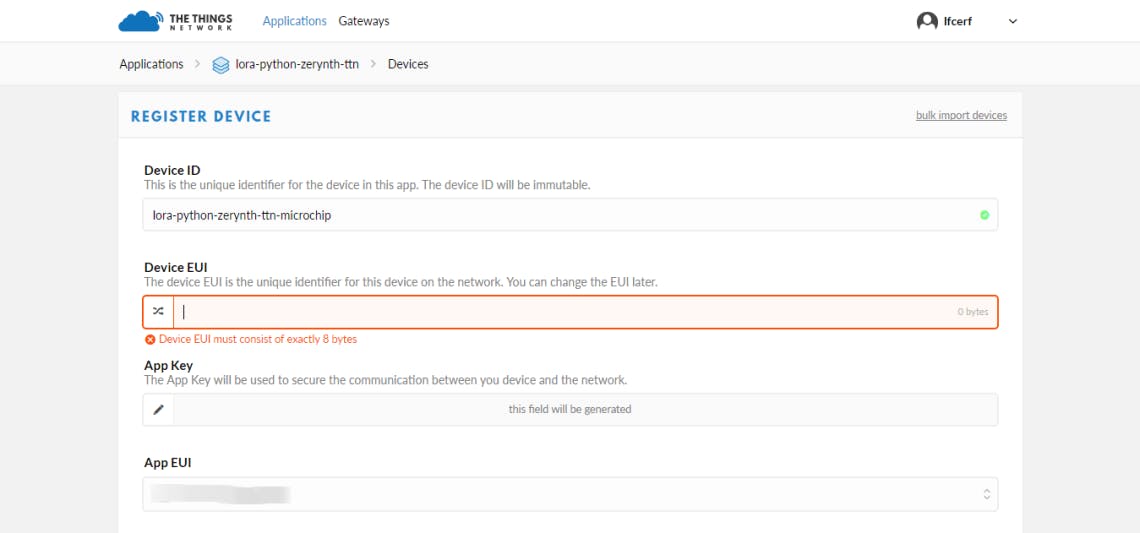 THE THINGS
NETWORK
Applications Gateways
lfcerf
Applications > lora-python-zerynth-ttn > Devices
REGISTER DEVICE
bulk import devices
Device ID
This is the unique identifier for the device in this app. The device ID will be immutable.
lora-python-zerynth-ttn-microchip
Device EUI
The device EUI is the unique identifier for this device on the network. You can change the EUI later.
0 bytes
Device EUI must consist of exactly 8 bytes
App Key
The App Key will be used to secure the communication between you device and the network.
this field will be generated
App EUI